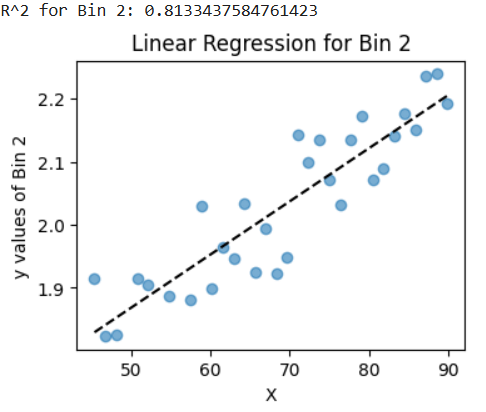 R^2 for Bin 2: 0.8133437584761423
Linear Regression for Bin 2
y values of Bin 2
2.2
2.1
2.0
1.9
50 60 70 80 90
X